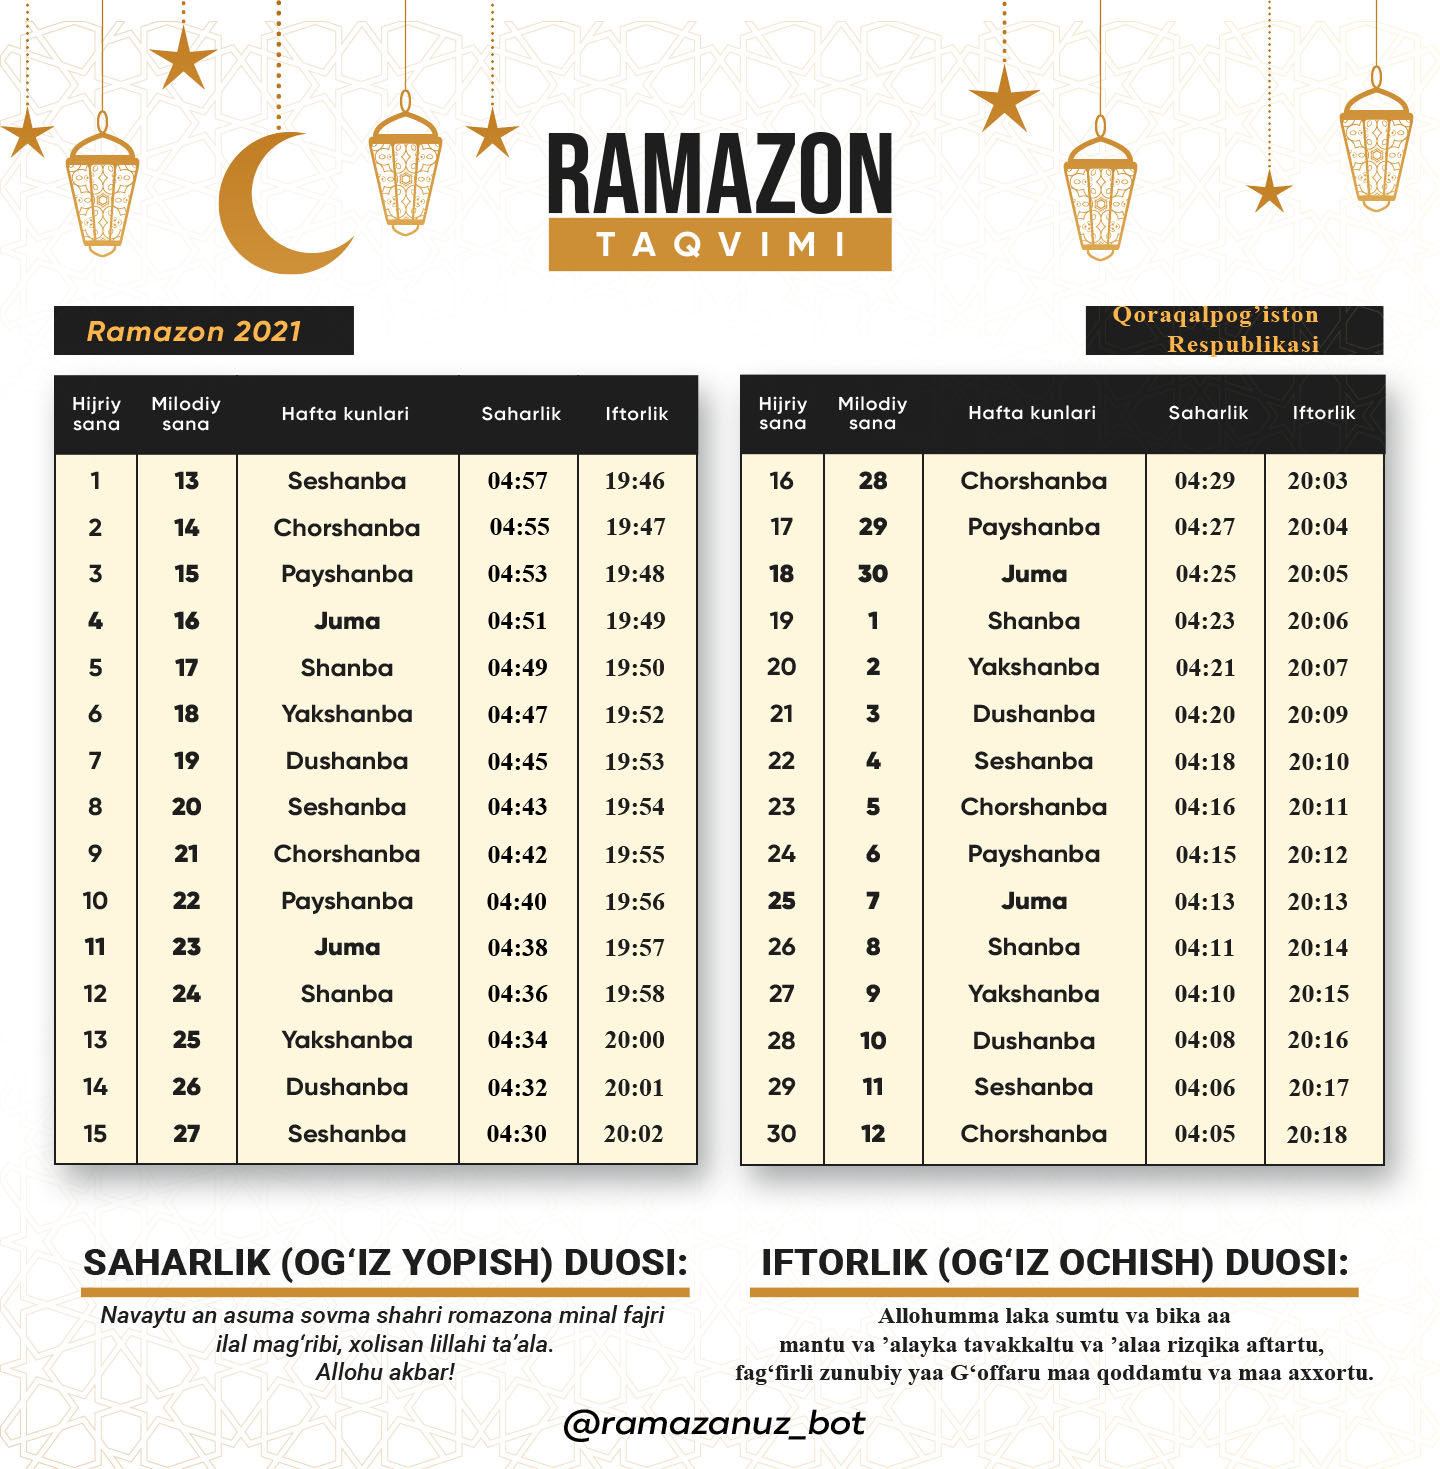 RAMAZON
TAQVIMI
Ramazon 2021
Qoraqalpog’iston
Respublikasi
Hijriy sana Milodiy sana Hafta kunlari Saharlik Iftorlik
1 13 Seshanba 04:57 19:46
2 14 Chorshanba 04:55 19:47
3 15 Payshanba 04:53 19:48
4 16 Juma 04:51 19:49
5 17 Shanba 04:49 19:50
6 18 Yakshanba 04:47 19:52
7 19 Dushanba 04:45 19:53
8 20 Seshanba 04:43 19:54
9 21 Chorshanba 04:42 19:55
10 22 Payshanba 04:40 19:56
11 23 Juma 04:38 19:57
12 24 Shanba 04:36 19:58
13 25 Yakshanba 04:34 20:00
14 26 Dushanba 04:32 20:01
15 27 Seshanba 04:30 20:02
Hijriy sana Milodiy sana Hafta kunlari Saharlik Iftorlik
16 28 Chorshanba 04:29 20:03
17 29 Payshanba 04:27 20:04
18 30 Juma 04:25 20:05
19 1 Shanba 04:23 20:06
20 2 Yakshanba 04:21 20:07
21 3 Dushanba 04:20 20:09
22 4 Seshanba 04:18 20:10
23 5 Chorshanba 04:16 20:11
24 6 Payshanba 04:15 20:12
25 7 Juma 04:13 20:13
26 8 Shanba 04:11 20:14
27 9 Yakshanba 04:10 20:15
28 10 Dushanba 04:08 20:16
29 11 Seshanba 04:06 20:17
30 12 Chorshanba 04:05 20:18
SAHARLIK (OG‘IZ YOPISH) DUOSI:
Navaytu an asuma sovma shahri romazona minal fajri
ilal mag‘ribi, xolisan lillahi ta’ala.
Allohu akbar!
IFTORLIK (OG‘IZ OCHISH) DUOSI:
Allohumma laka sumtu va bika aa
mantu va ’alayka tavakkaltu va ’alaa rizqika aftartu,
fag‘firli zunubiy yaa G‘offaru maa qoddamtu va maa axxortu.
@ramazanuz_bot